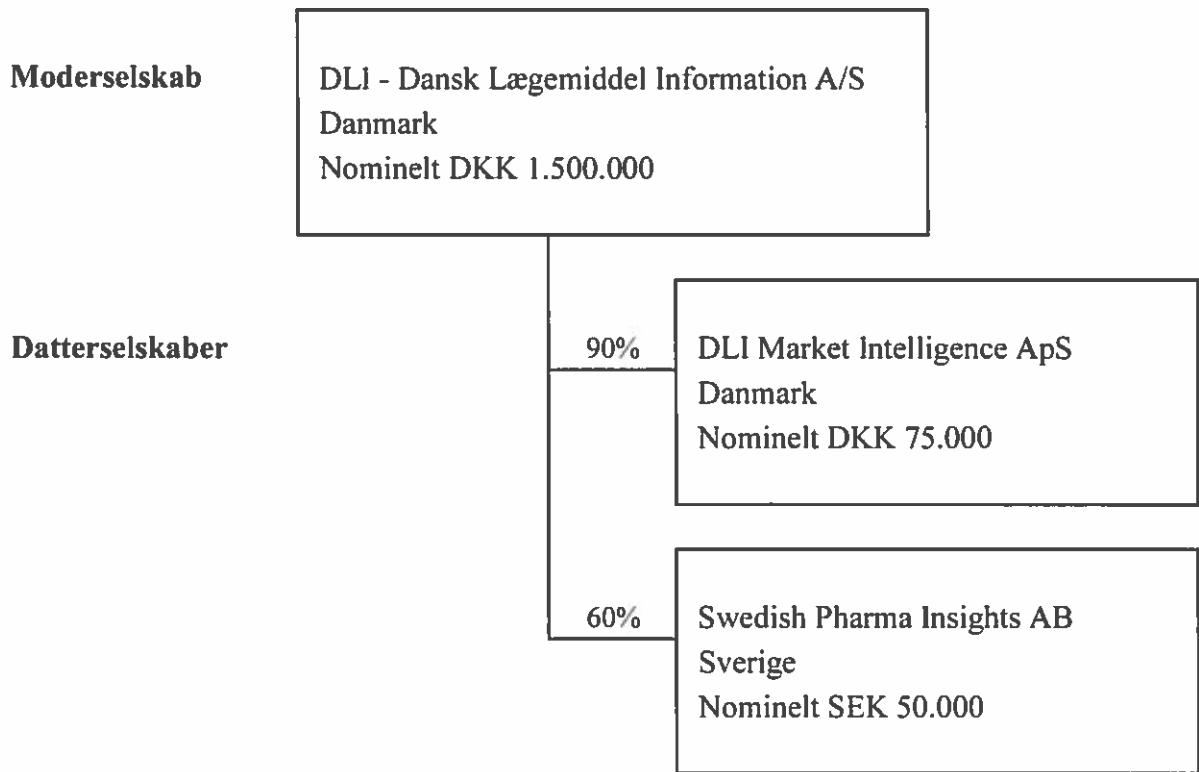 Moderselskab
DLI - Dansk Lægemiddel Information A/S
Danmark
Nominelt DKK 1.500.000
Datterselskaber
90%
DLI Market Intelligence ApS
Danmark
Nominelt DKK 75.000
60%
Swedish Pharma Insights AB
Sverige
Nominelt SEK 50.000